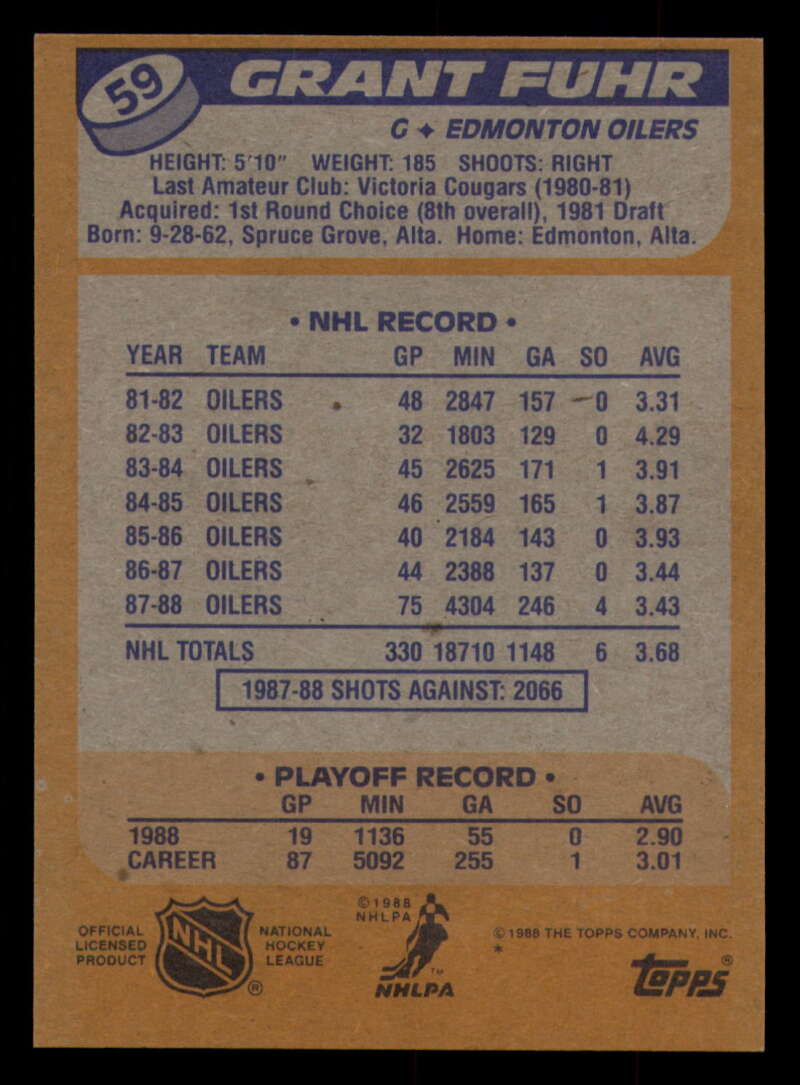 59
GRANT FUHR
G ✦ EDMONTON OILERS
HEIGHT: 5'10" WEIGHT: 185 SHOOTS: RIGHT
Last Amateur Club: Victoria Cougars (1980-81)
Acquired: 1st Round Choice (8th overall), 1981 Draft
Born: 9-28-62, Spruce Grove, Alta. Home: Edmonton, Alta.
• NHL RECORD •
YEAR TEAM GP MIN GA SO AVG
81-82 OILERS 48 2847 157 0 3.31
82-83 OILERS 32 1803 129 0 4.29
83-84 OILERS 45 2625 171 1 3.91
84-85 OILERS 46 2559 165 1 3.87
85-86 OILERS 40 2184 143 0 3.93
86-87 OILERS 44 2388 137 0 3.44
87-88 OILERS 75 4304 246 4 3.43
NHL TOTALS 330 18710 1148 6 3.68
1987-88 SHOTS AGAINST: 2066
• PLAYOFF RECORD •
GP MIN GA SO AVG
1988 19 1136 55 0 2.90
CAREER 87 5092 255 1 3.01
OFFICIAL
LICENSED
PRODUCT
NHL
®
NATIONAL
HOCKEY
LEAGUE
©1988
NHLPA
TM
NHLPA
©1988 THE TOPPS COMPANY, INC.
*
topps®